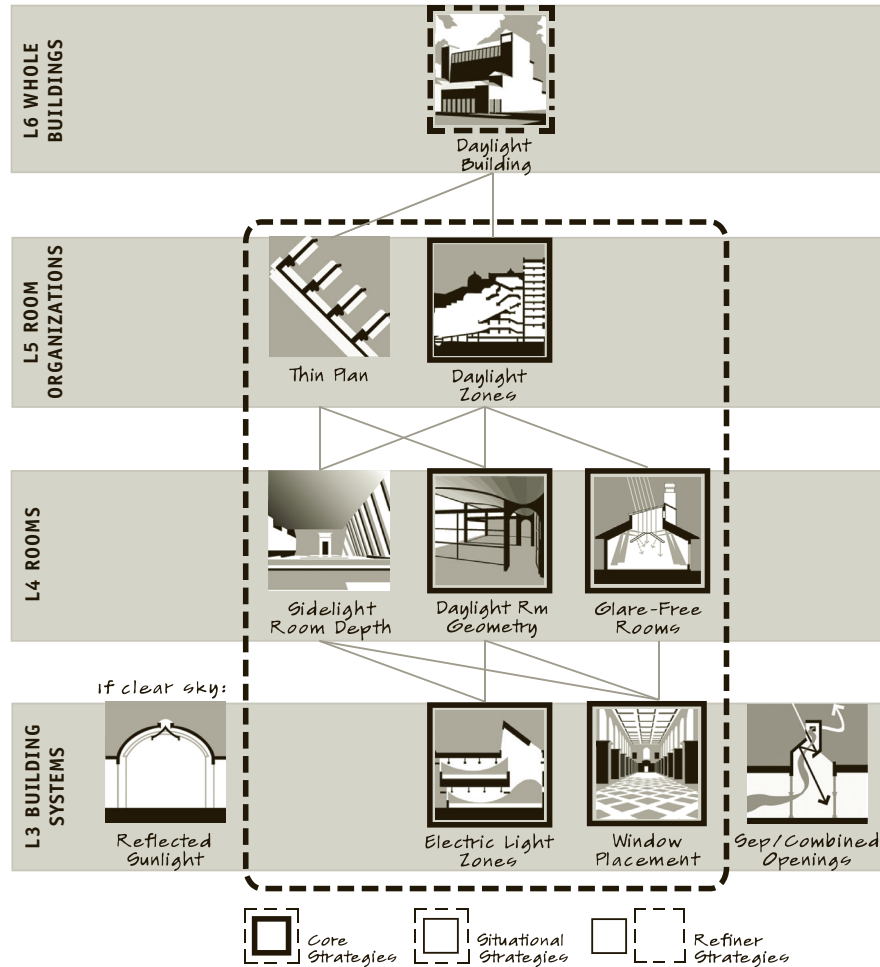 L6 WHOLE
BUILDINGS
Daylight
Building
L5 ROOM
ORGANIZATIONS
Thin Plan
Daylight
Zones
L4 ROOMS
Sidelight
Room Depth
Daylight Rm
Geometry
Glare-Free
Rooms
If clear sky:
L3 BUILDING
SYSTEMS
Reflected
Sunlight
Electric Light
Zones
Window
Placement
Sep/Combined
Openings
Core
Strategies
Situational
Strategies
Refiner
Strategies